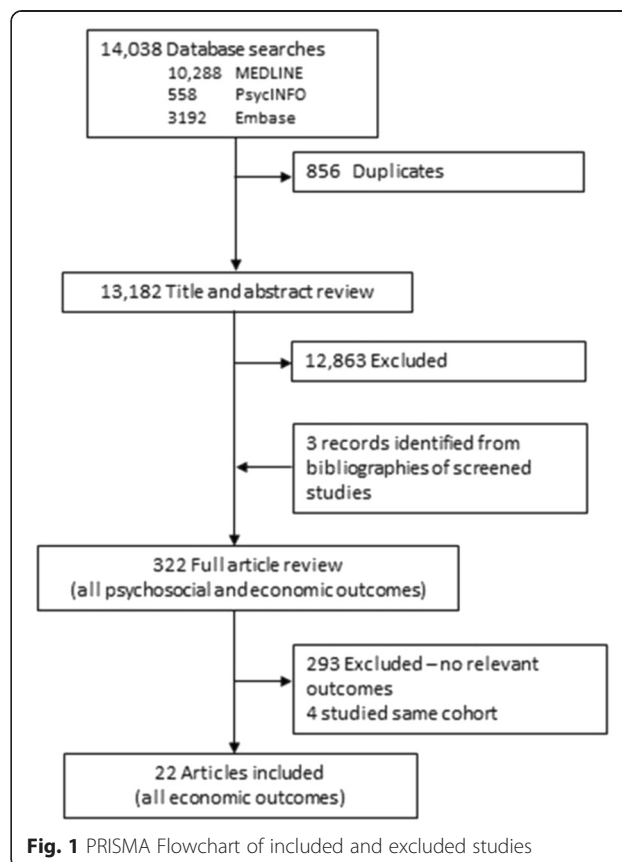 14,038 Database searches
10,288 MEDLINE
558 PsycINFO
3192 Embase
856 Duplicates
13,182 Title and abstract review
12,863 Excluded
3 records identified from
bibliographies of screened
studies
322 Full article review
(all psychosocial and economic outcomes)
293 Excluded – no relevant
outcomes
4 studied same cohort
22 Articles included
(all economic outcomes)
Fig. 1 PRISMA Flowchart of included and excluded studies